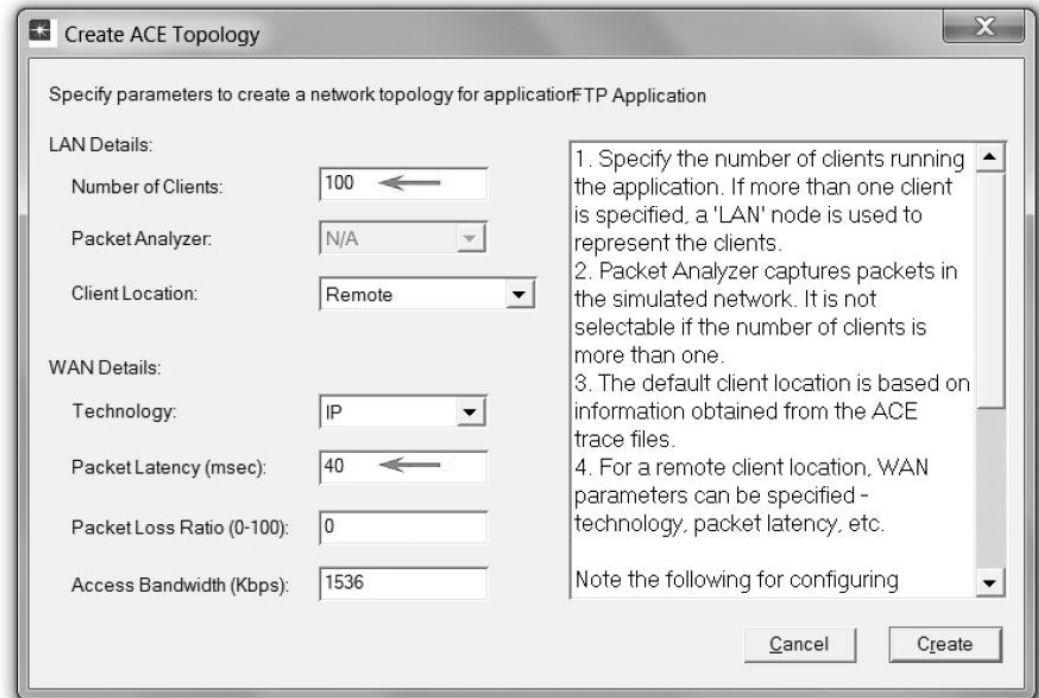 Create ACE Topology
X
Specify parameters to create a network topology for application FTP Application
LAN Details:
Number of Clients:
100
Packet Analyzer:
N/A
Client Location:
Remote
WAN Details:
Technology:
IP
Packet Latency (msec):
40
Packet Loss Ratio (0-100):
0
Access Bandwidth (Kbps):
1536
1. Specify the number of clients running
the application. If more than one client
is specified, a 'LAN' node is used to
represent the clients.
2. Packet Analyzer captures packets in
the simulated network. It is not
selectable if the number of clients is
more than one.
3. The default client location is based on
information obtained from the ACE
trace files.
4. For a remote client location, WAN
parameters can be specified -
technology, packet latency, etc.
Note the following for configuring
Cancel
Create